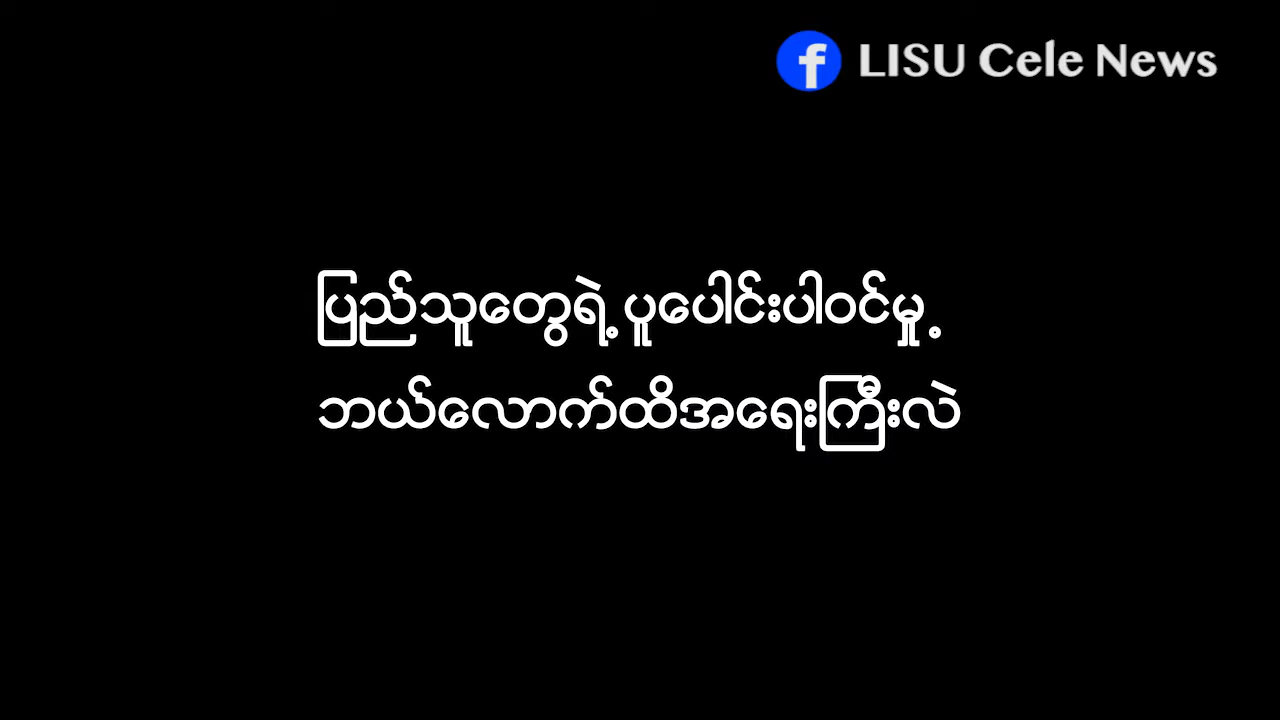 f LISU Cele News
ပြည်သူတွေရဲ့ ပူပေါင်းပါဝင်မှု့
ဘယ်လောက်ထိအရေးကြီးလဲ